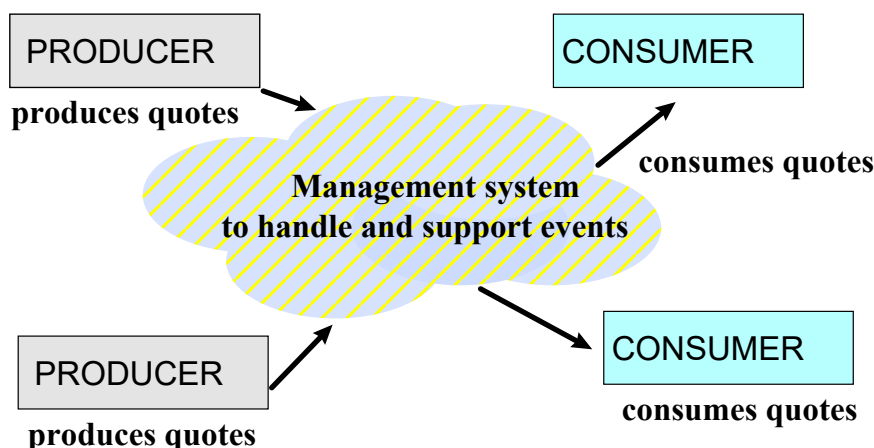 PRODUCER
produces quotes
CONSUMER
consumes quotes
Management system
to handle and support events
PRODUCER
produces quotes
CONSUMER
consumes quotes